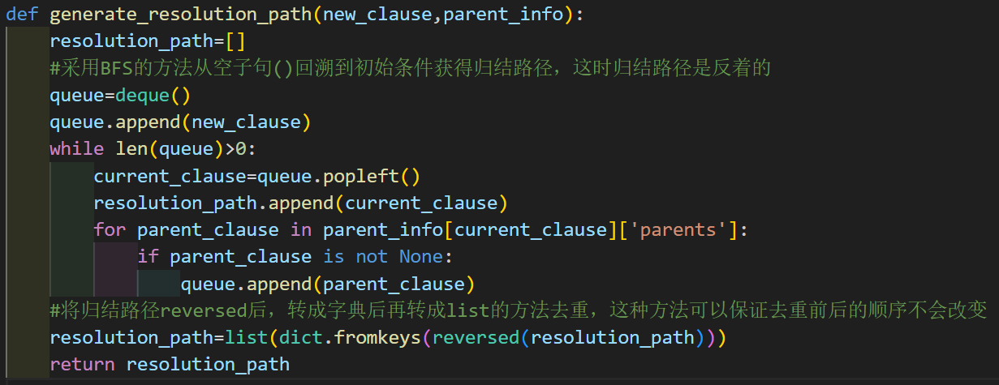 def generate_resolution_path(new_clause,parent_info):
    resolution_path=[]
    #采用BFS的方法从空子句()回溯到初始条件获得归结路径，这时归结路径是反着的
    queue=deque()
    queue.append(new_clause)
    while len(queue)>0:
        current_clause=queue.popleft()
        resolution_path.append(current_clause)
        for parent_clause in parent_info[current_clause]['parents']:
            if parent_clause is not None:
                queue.append(parent_clause)
    #将归结路径reversed后，转成字典后再转成list的方法去重，这种方法可以保证去重前后的顺序不会改变
    resolution_path=list(dict.fromkeys(reversed(resolution_path)))
    return resolution_path